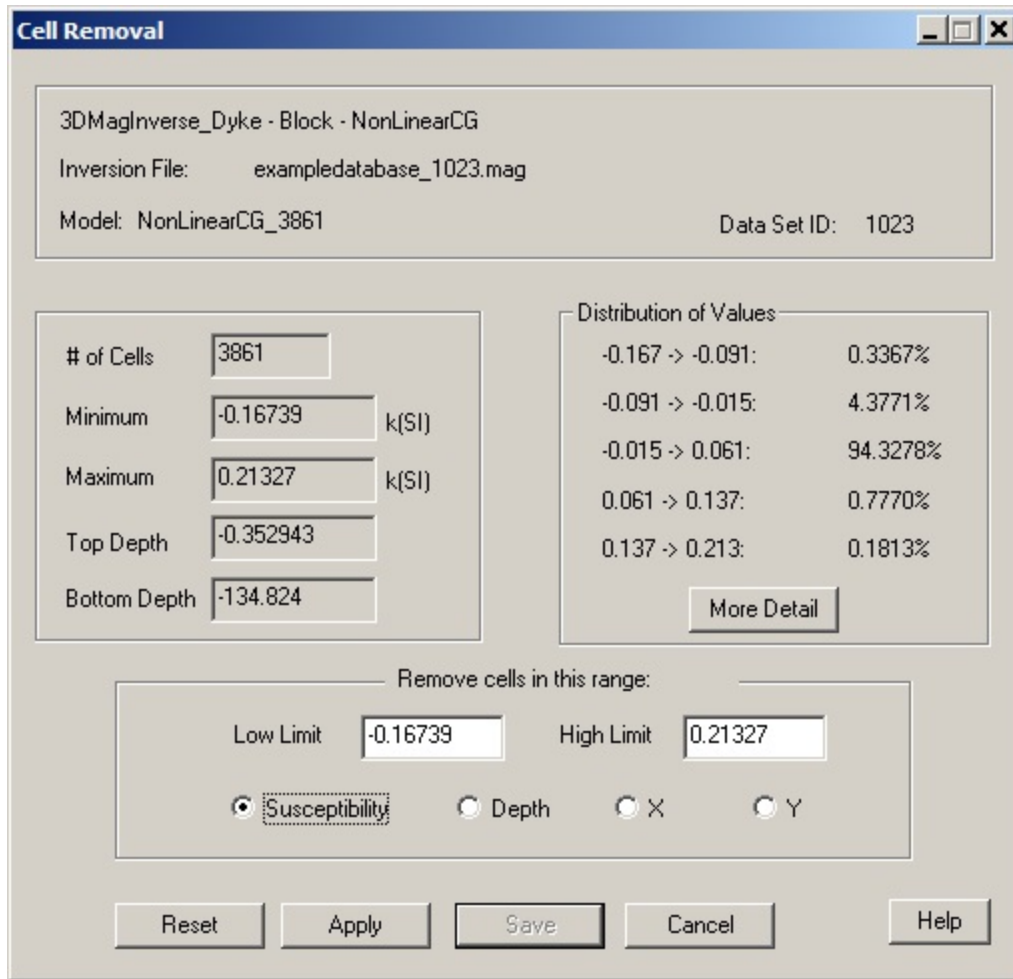 Cell Removal
3DMagInverse_Dyke - Block - NonLinearCG
Inversion File: exampledatabase_1023.mag
Model: NonLinearCG_3861 Data Set ID: 1023
# of Cells 3861
Minimum -0.16739 k(SI)
Maximum 0.21327 k(SI)
Top Depth -0.352943
Bottom Depth -134.824
Distribution of Values
-0.167 -> -0.091: 0.3367%
-0.091 -> -0.015: 4.3771%
-0.015 -> 0.061: 94.3278%
0.061 -> 0.137: 0.7770%
0.137 -> 0.213: 0.1813%
More Detail
Remove cells in this range:
Low Limit -0.16739 High Limit 0.21327
Susceptibility Depth X Y
Reset Apply Save Cancel Help